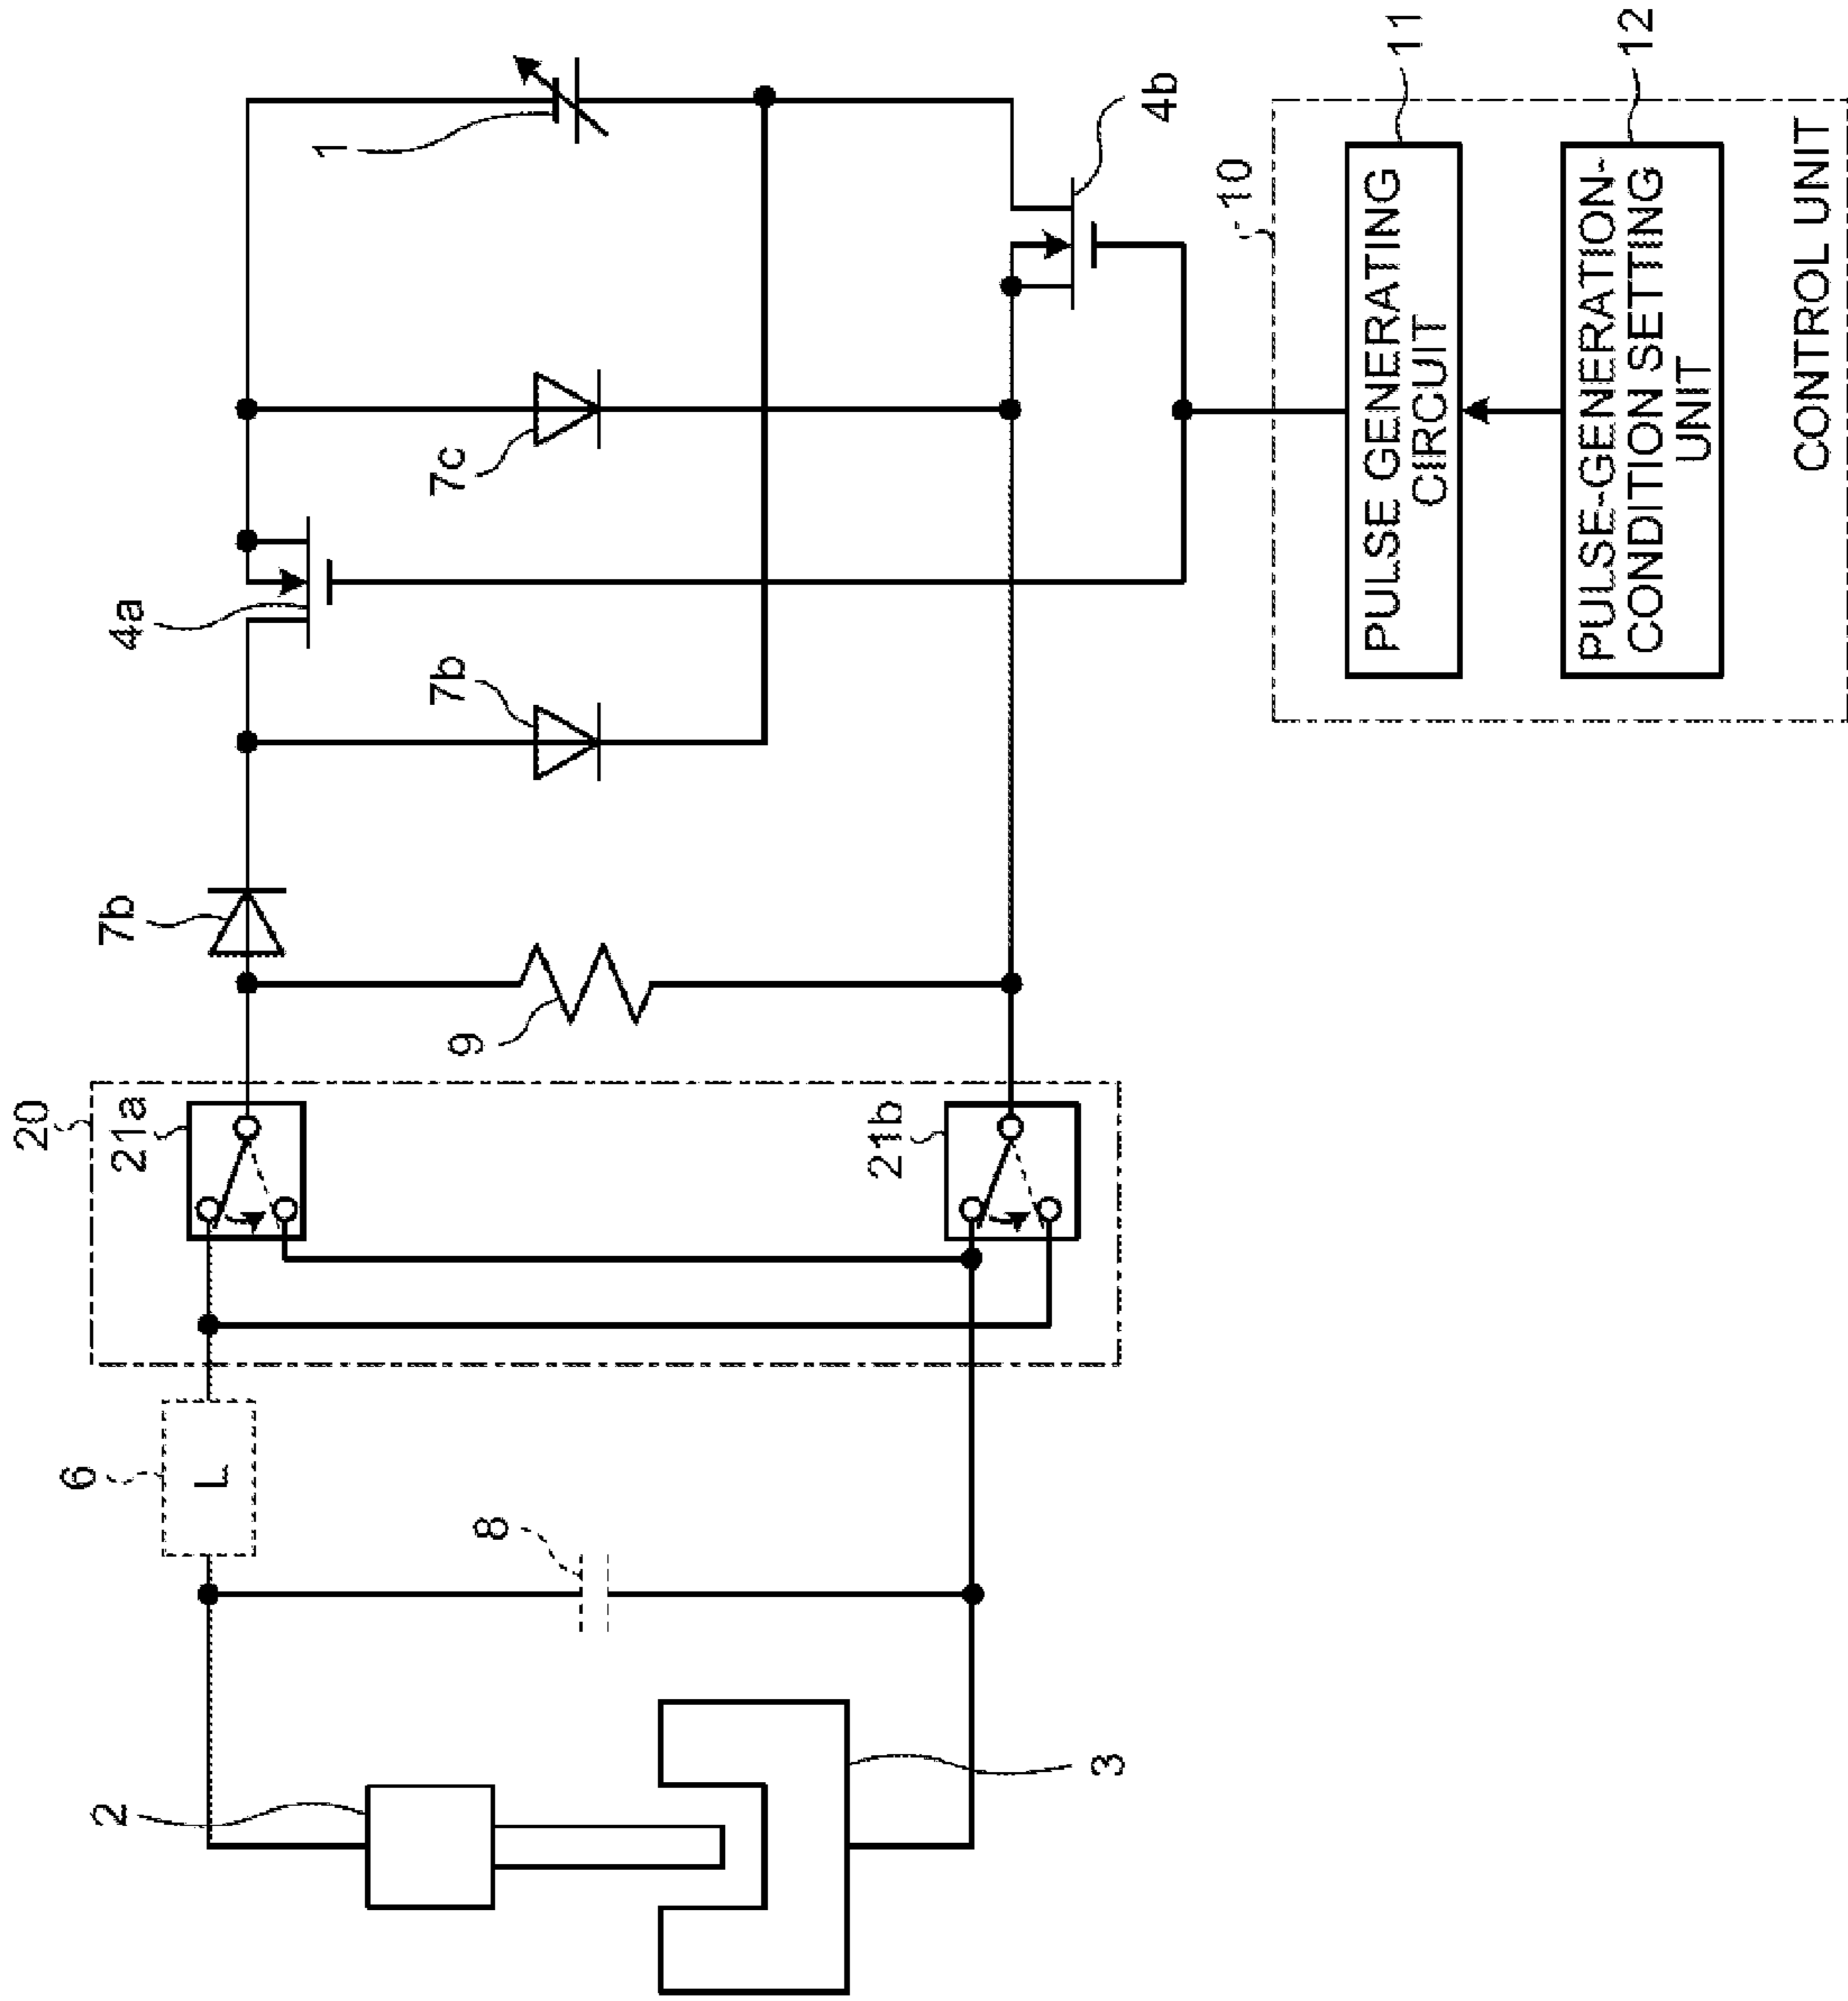 20
21a
21b
6
L
8
2
3
9
7b
7b
4a
7c
1
4b
10
PULSE GENERATING
CIRCUIT
11
PULSE-GENERATION-
CONDITION SETTING
UNIT
12
CONTROL UNIT